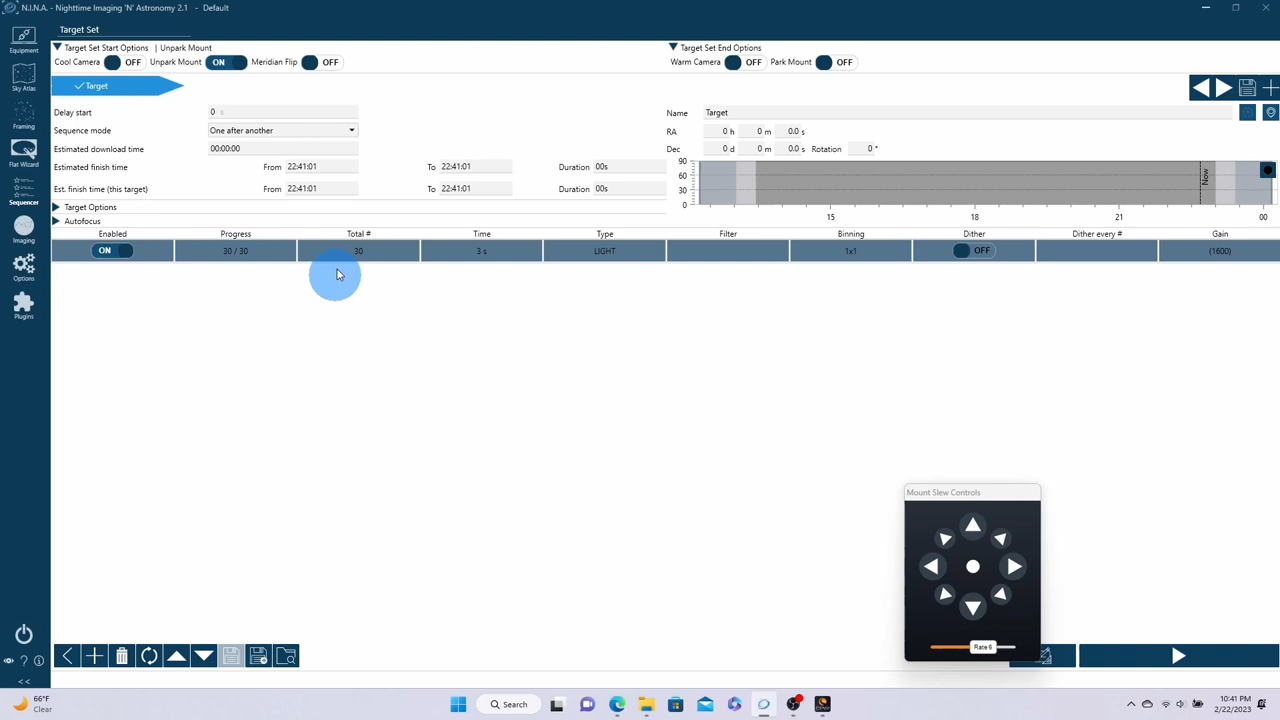 N.I.N.A. - Nighttime Imaging 'N' Astronomy 2.1 - Default
Equipment
Sky Atlas
Framing
Flat Wizard
Sequencer
Imaging
Options
Plugins
<<
Target Set
Target Set Start Options | Unpark Mount
Cool Camera OFF Unpark Mount ON Meridian Flip OFF
Target Set End Options
Warm Camera OFF Park Mount OFF
Target
Delay start 0 s
Sequence mode One after another
Estimated download time 00:00:00
Estimated finish time From 22:41:01 To 22:41:01 Duration 00s
Est. finish time (this target) From 22:41:01 To 22:41:01 Duration 00s
Target Options
Autofocus
Name Target
RA 0 h 0 m 0.0 s
Dec 0 d 0 m 0.0 s Rotation 0 °
90
60
30
0
Now
15 18 21 00
Enabled Progress Total # Time Type Filter Binning Dither Dither every # Gain
ON 30 / 30 30 3 s LIGHT 1x1 OFF (1600)
Mount Slew Controls
Rate 6
66°F
Clear
Search
10:41 PM
2/22/2023